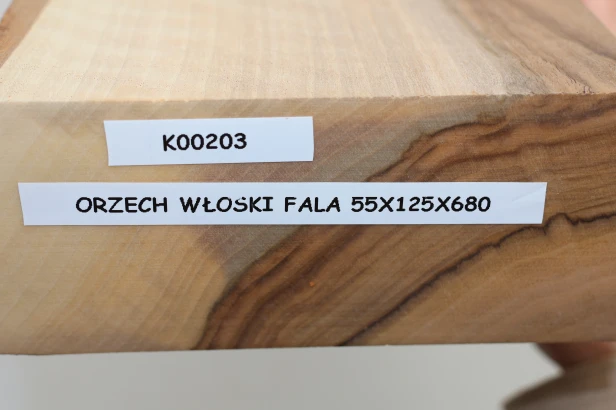 K00203
ORZECH WŁOSKI FALA 55X125X680